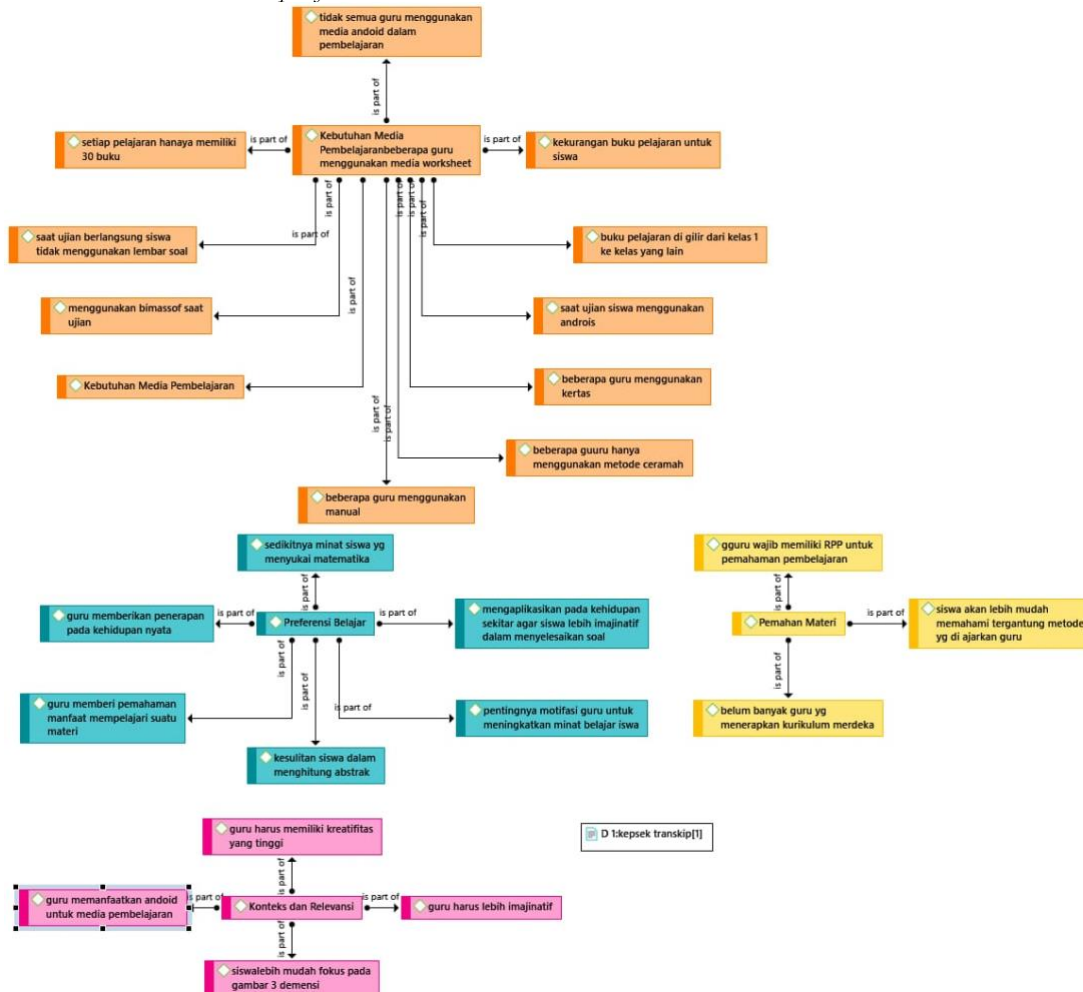 tidak semua guru menggunakan
media andoid dalam
pembelajaran
is part of
setiap pelajaran hanaya memiliki
30 buku
is part of
Kebutuhan Media
Pembelajaranbeberapa guru
menggunakan media worksheet
is part of
kekurangan buku pelajaran untuk
siswa
is part of
is part of
is part of
is part of
is part of
saat ujian berlangsung siswa
tidak menggunakan lembar soal
is part of
buku pelajaran di gilir dari kelas 1
ke kelas yang lain
menggunakan bimassof saat
ujian
is part of
saat ujian siswa menggunakan
androis
Kebutuhan Media Pembelajaran
beberapa guru menggunakan
kertas
is part of
is part of
beberapa guuru hanya
menggunakan metode ceramah
beberapa guru menggunakan
manual
sedikitnya minat siswa yg
menyukai matematika
is part of
guru memberikan penerapan
pada kehidupan nyata
is part of
Preferensi Belajar
is part of
mengaplikasikan pada kehidupan
sekitar agar siswa lebih imajinatif
dalam menyelesaikan soal
is part of
is part of
is part of
guru memberi pemahaman
manfaat mempelajari suatu
materi
pentingnya motifasi guru untuk
meningkatkan minat belajar iswa
kesulitan siswa dalam
menghitung abstrak
gguru wajib memiliki RPP untuk
pemahaman pembelajaran
is part of
Pemahan Materi
is part of
siswa akan lebih mudah
memahami tergantung metode
yg di ajarkan guru
is part of
belum banyak guru yg
menerapkan kurikulum merdeka
guru harus memiliki kreatifitas
yang tinggi
is part of
guru memanfaatkan andoid
untuk media pembelajaran
is part of
Konteks dan Relevansi
is part of
guru harus lebih imajinatif
is part of
siswalebih mudah fokus pada
gambar 3 demensi
D 1:kepsek transkip[1]